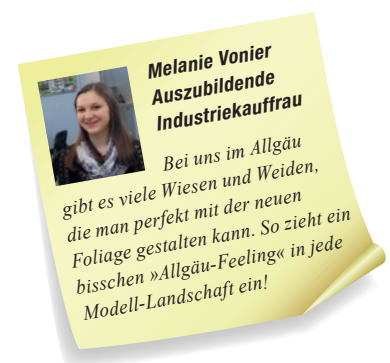 Melanie Vonier
Auszubildende
Industriekauffrau
Bei uns im Allgäu
gibt es viele Wiesen und Weiden,
die man perfekt mit der neuen
Foliage gestalten kann. So zieht ein
bisschen »Allgäu-Feeling« in jede
Modell-Landschaft ein!